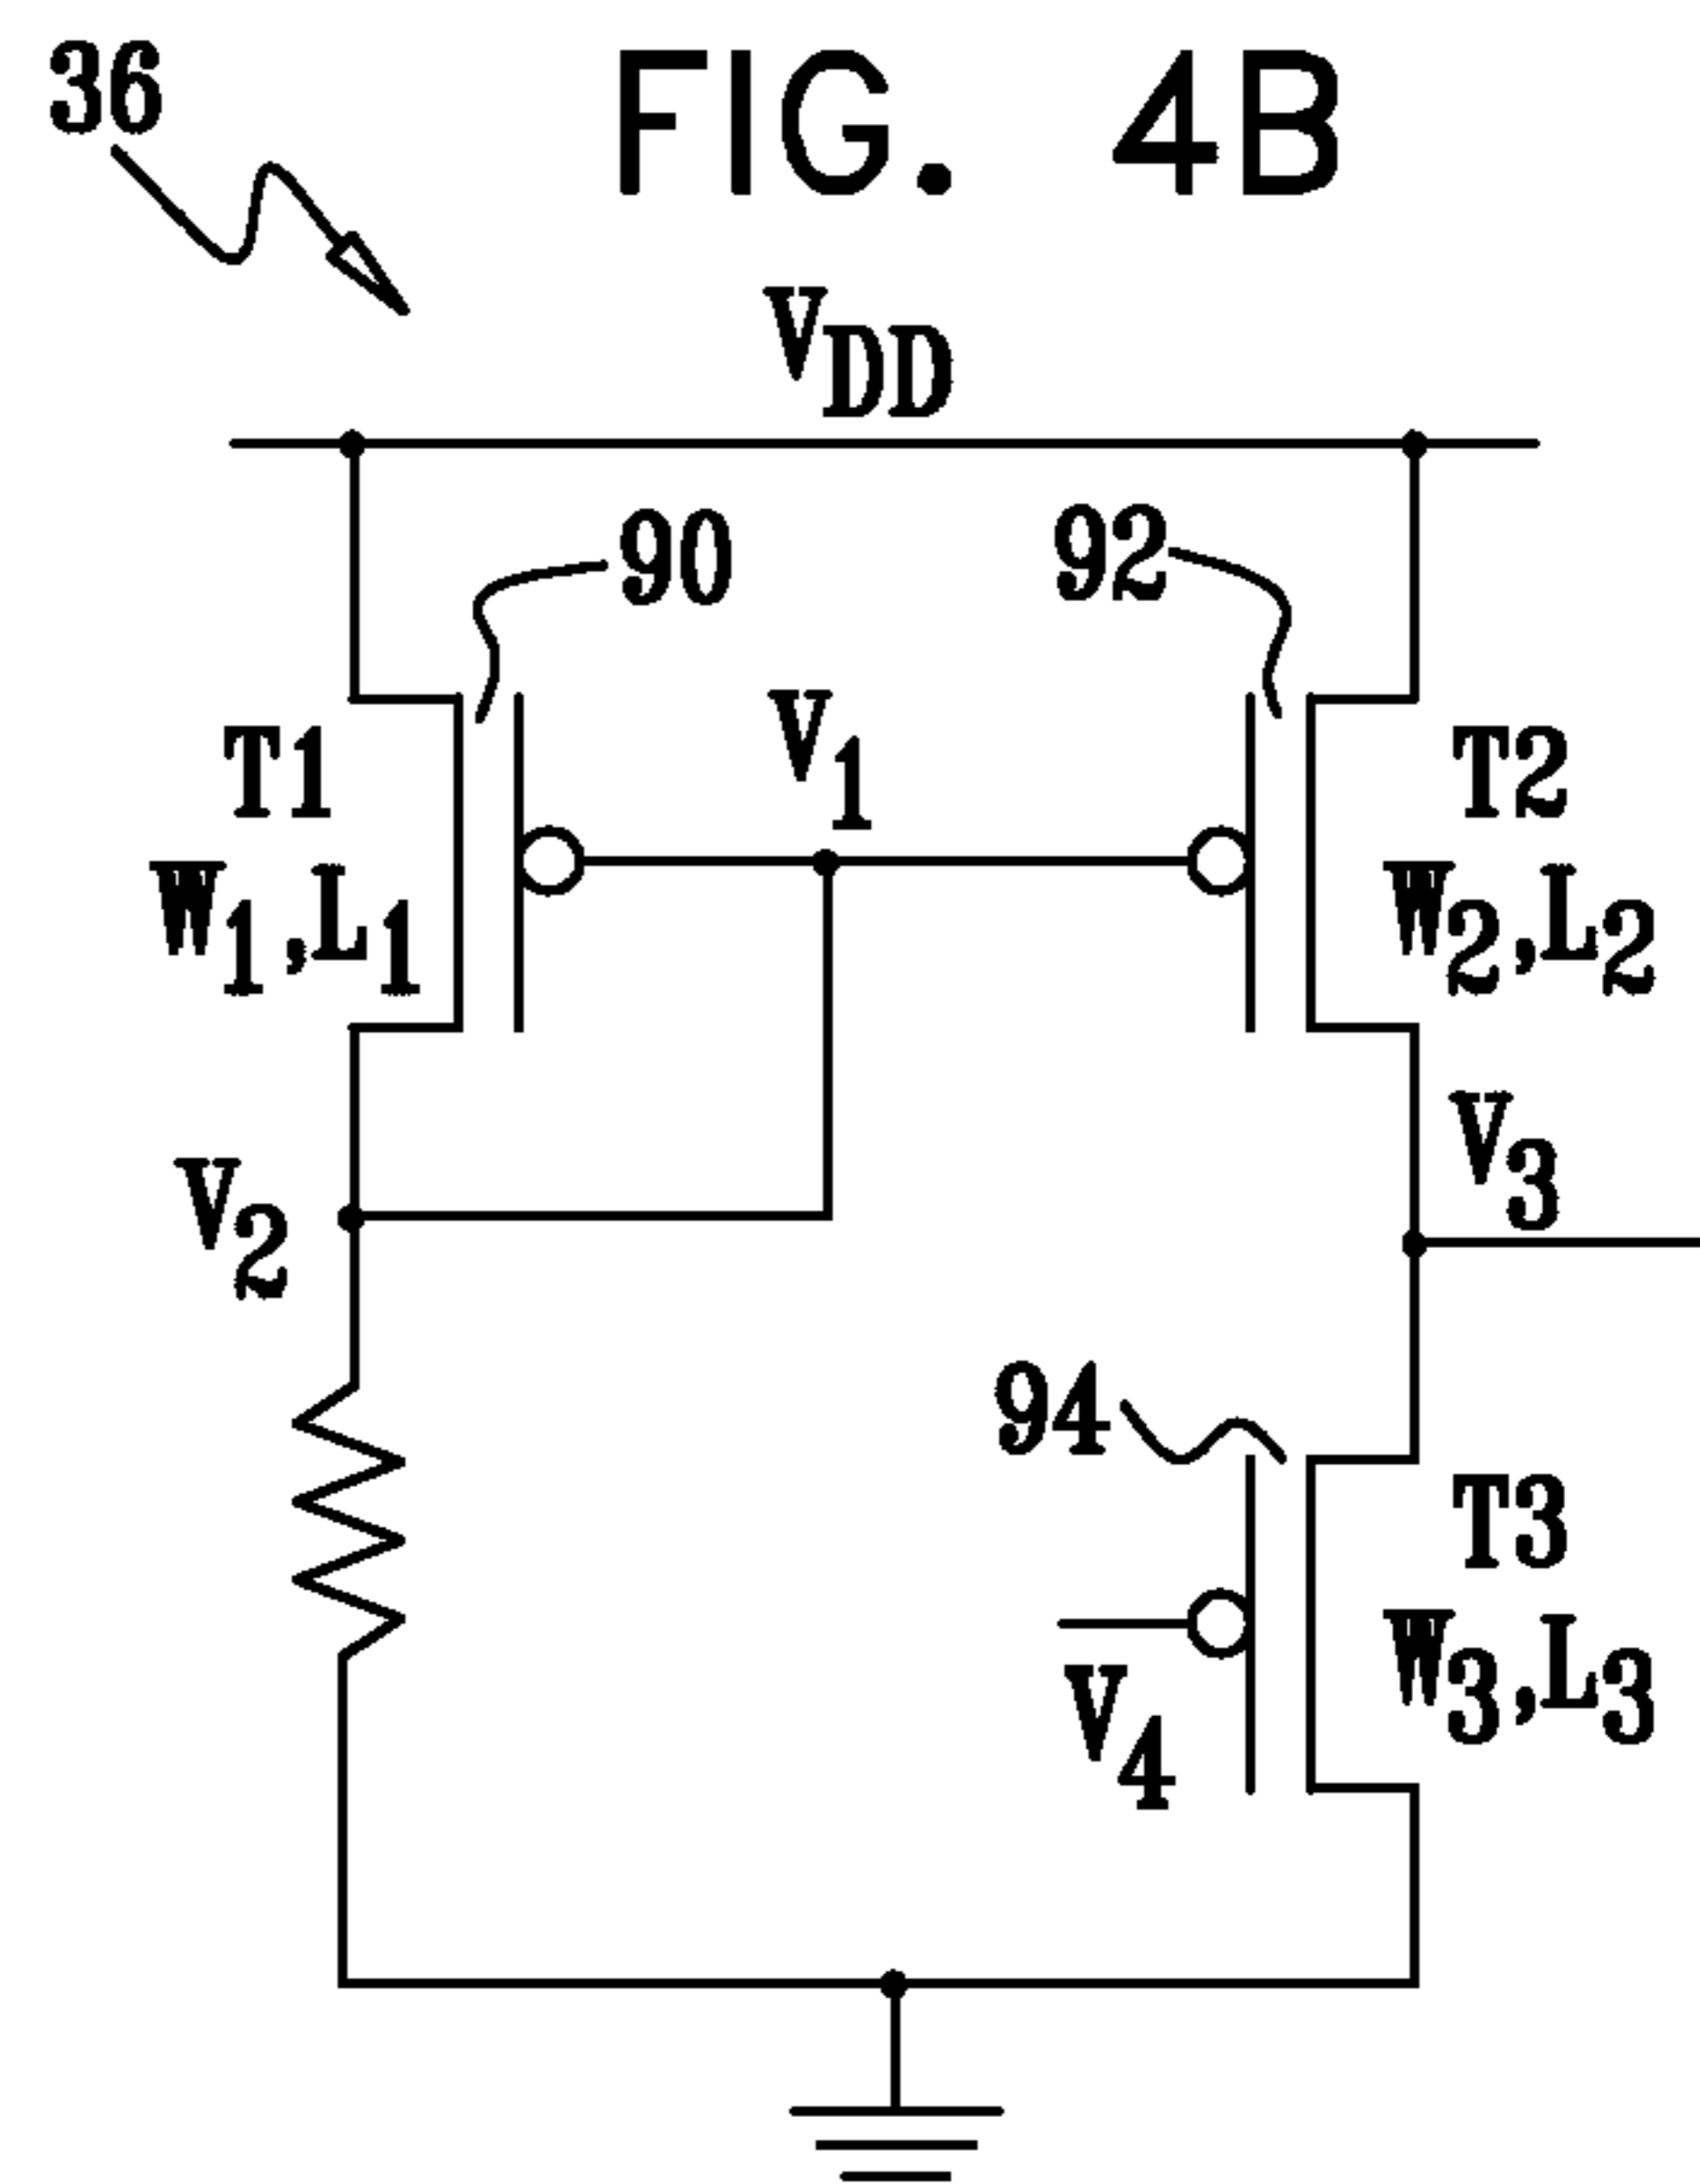 36
FIG. 4B
VDD
90
92
V1
T1
W1,L1
T2
W2,L2
V2
V3
94
T3
W3,L3
V4